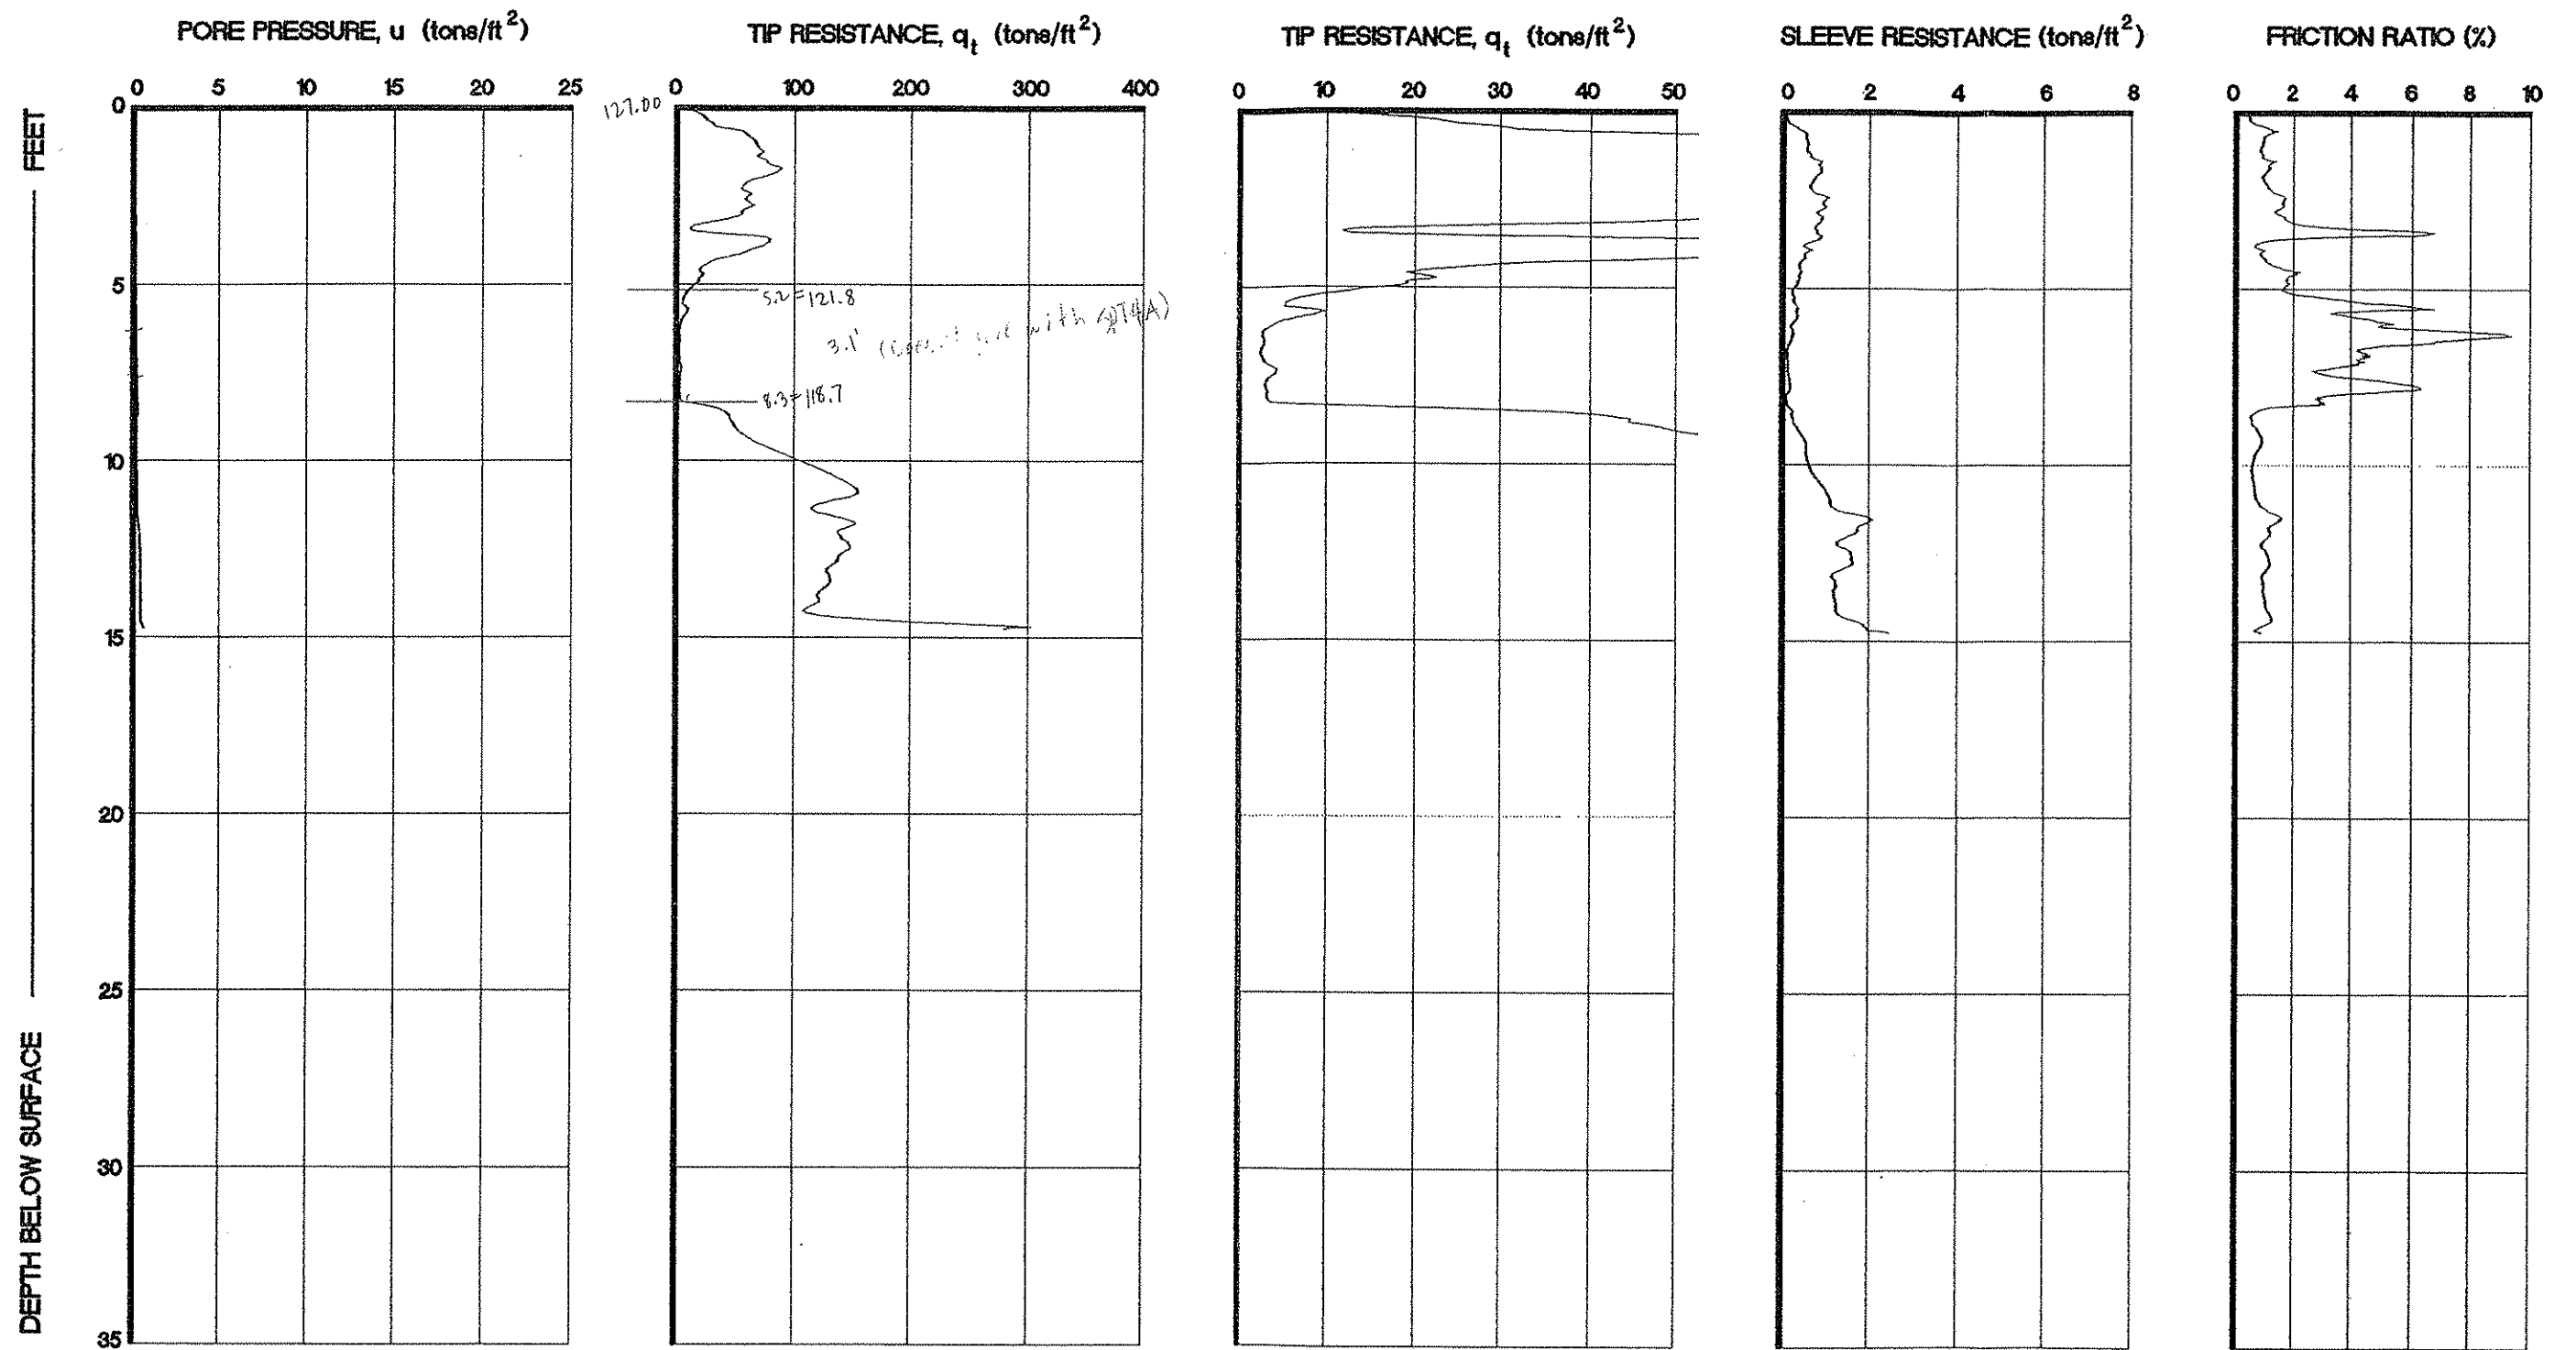 PORE PRESSURE, u (tons/ft²)
TIP RESISTANCE, qt (tons/ft²)
TIP RESISTANCE, qt (tons/ft²)
SLEEVE RESISTANCE (tons/ft²)
FRICTION RATIO (%)
0 5 10 15 20 25
0 100 200 300 400
0 10 20 30 40 50
0 2 4 6 8
0 2 4 6 8 10
127.00
0
5
10
15
20
25
30
35
5.2=121.8
3.1' with
8.3=118.7
DEPTH BELOW SURFACE FEET